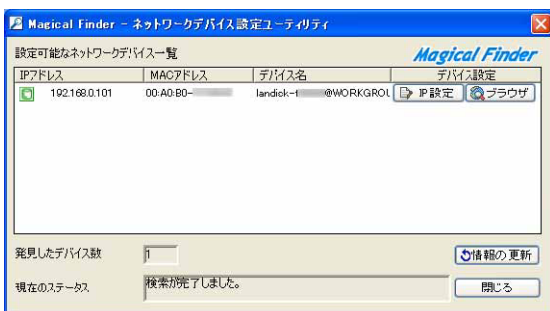 Magical Finder - ネットワークデバイス設定ユーティリティ
設定可能なネットワークデバイス一覧
Magical Finder
IPアドレス MACアドレス デバイス名 デバイス設定
192.168.0.101 00:A0:B0- landisk-f @WORKGROU IP設定 ブラウザ
発見したデバイス数 1 情報の更新
現在のステータス 検索が完了しました。 閉じる